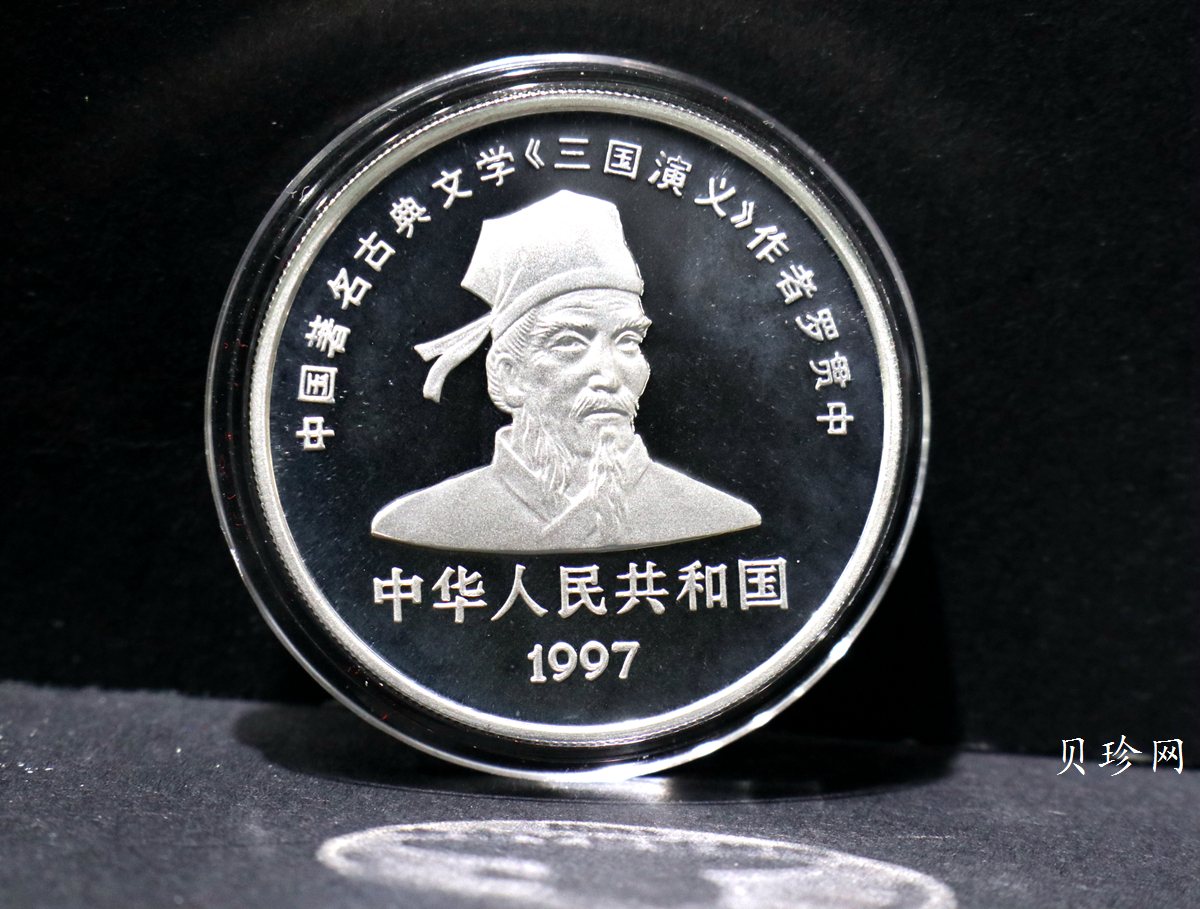 中国著名古典文学《三国演义》作者罗贯中
中华人民共和国
1997
贝珍网